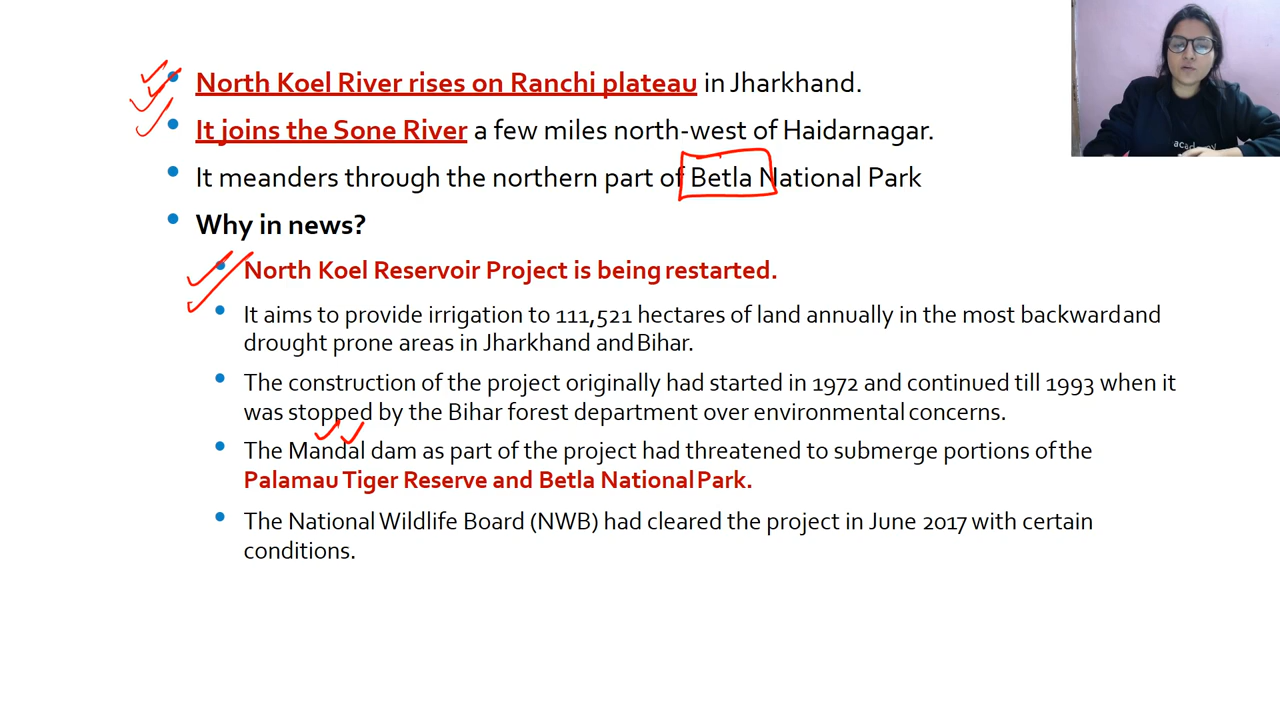 North Koel River rises on Ranchi plateau in Jharkhand.
It joins the Sone River a few miles north-west of Haidarnagar.
It meanders through the northern part of Betla National Park
Why in news?
North Koel Reservoir Project is being restarted.
It aims to provide irrigation to 111,521 hectares of land annually in the most backward and
drought prone areas in Jharkhand and Bihar.
The construction of the project originally had started in 1972 and continued till 1993 when it
was stopped by the Bihar forest department over environmental concerns.
The Mandal dam as part of the project had threatened to submerge portions of the
Palamau Tiger Reserve and Betla National Park.
The National Wildlife Board (NWB) had cleared the project in June 2017 with certain
conditions.
academy